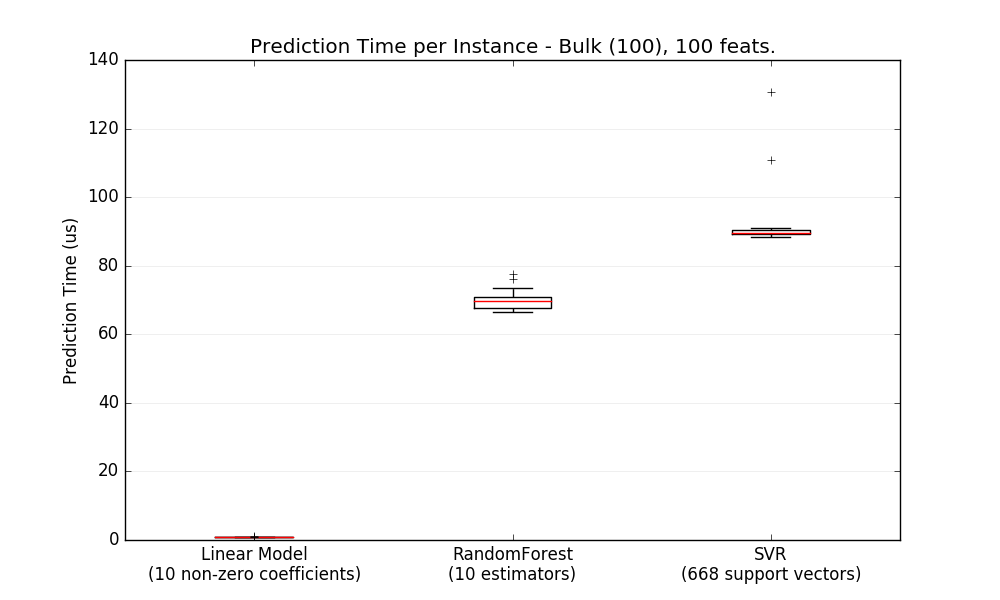 Prediction Time per Instance - Bulk (100), 100 feats.
140
120
100
80
60
40
20
0
Prediction Time (us)
Linear Model
(10 non-zero coefficients)
RandomForest
(10 estimators)
SVR
(668 support vectors)